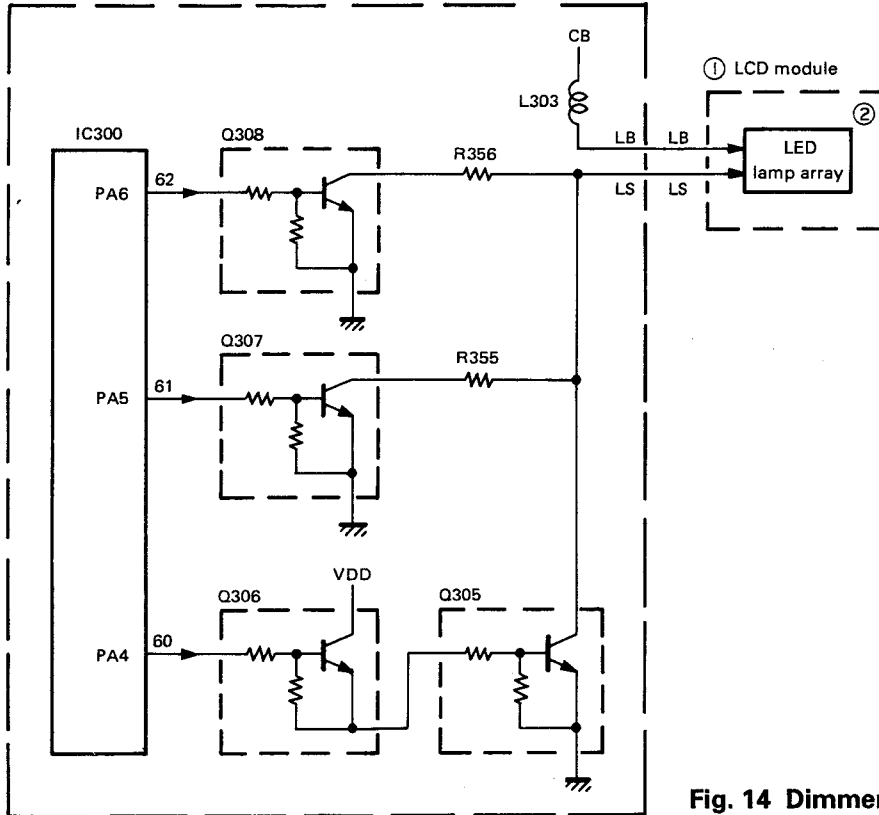 CB
① LCD module
L303
②
IC300
Q308
LB
LB
LED
lamp array
R356
PA6
62
LS
LS
Q307
R355
PA5
61
VDD
Q306
Q305
PA4
60
Fig. 14 Dimmer